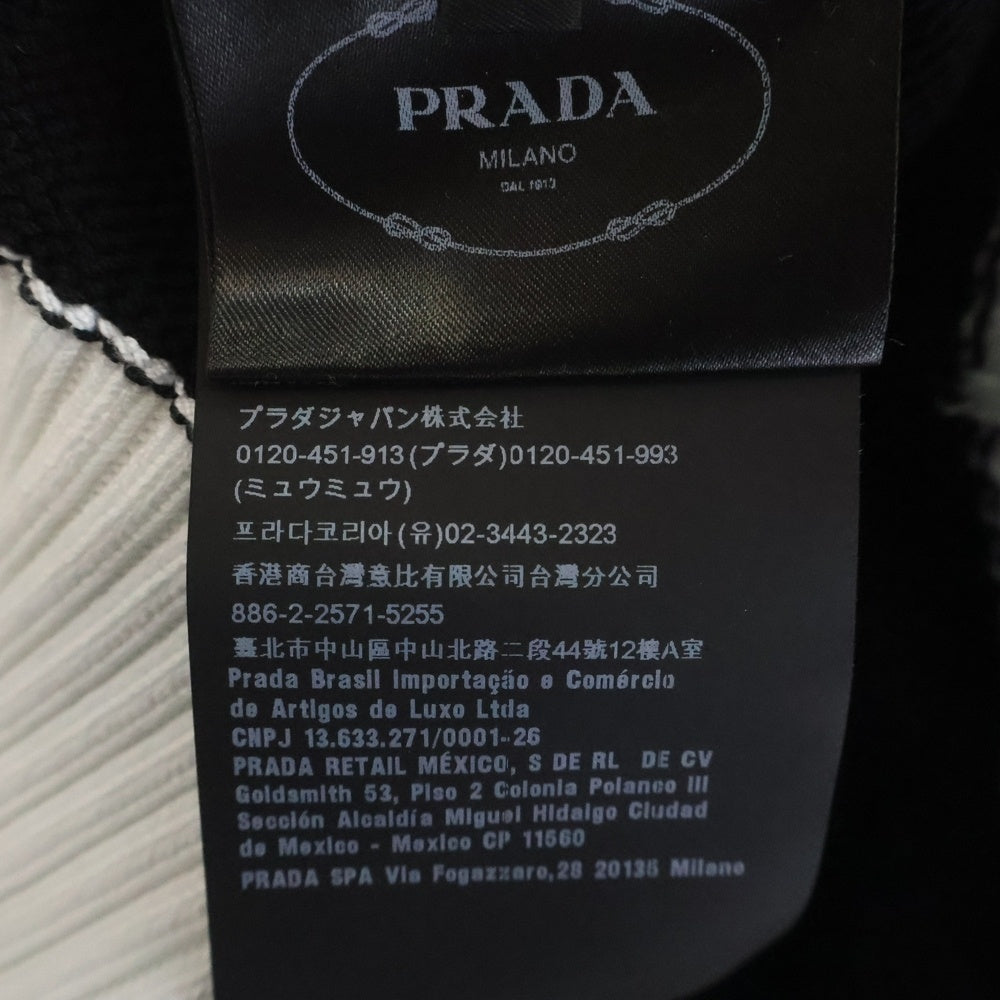 PRADA
MILANO
DAL 1913
プラダジャパン株式会社
0120-451-913(プラダ)0120-451-993
(ミュウミュウ)
프라다코리아(유)02-3443-2323
香港商台灣意比有限公司台灣分公司
886-2-2571-5255
臺北市中山區中山北路二段44號12樓A室
Prada Brasil Importação e Comércio
de Artigos de Luxo Ltda
CNPJ 13.633.271/0001-26
PRADA RETAIL MÉXICO, S DE RL DE CV
Goldsmith 53, Piso 2 Colonia Polanco III
Sección Alcaldía Miguel Hidalgo Ciudad
de Mexico - Mexico CP 11560
PRADA SPA Via Fogazzaro,28 20135 Milano